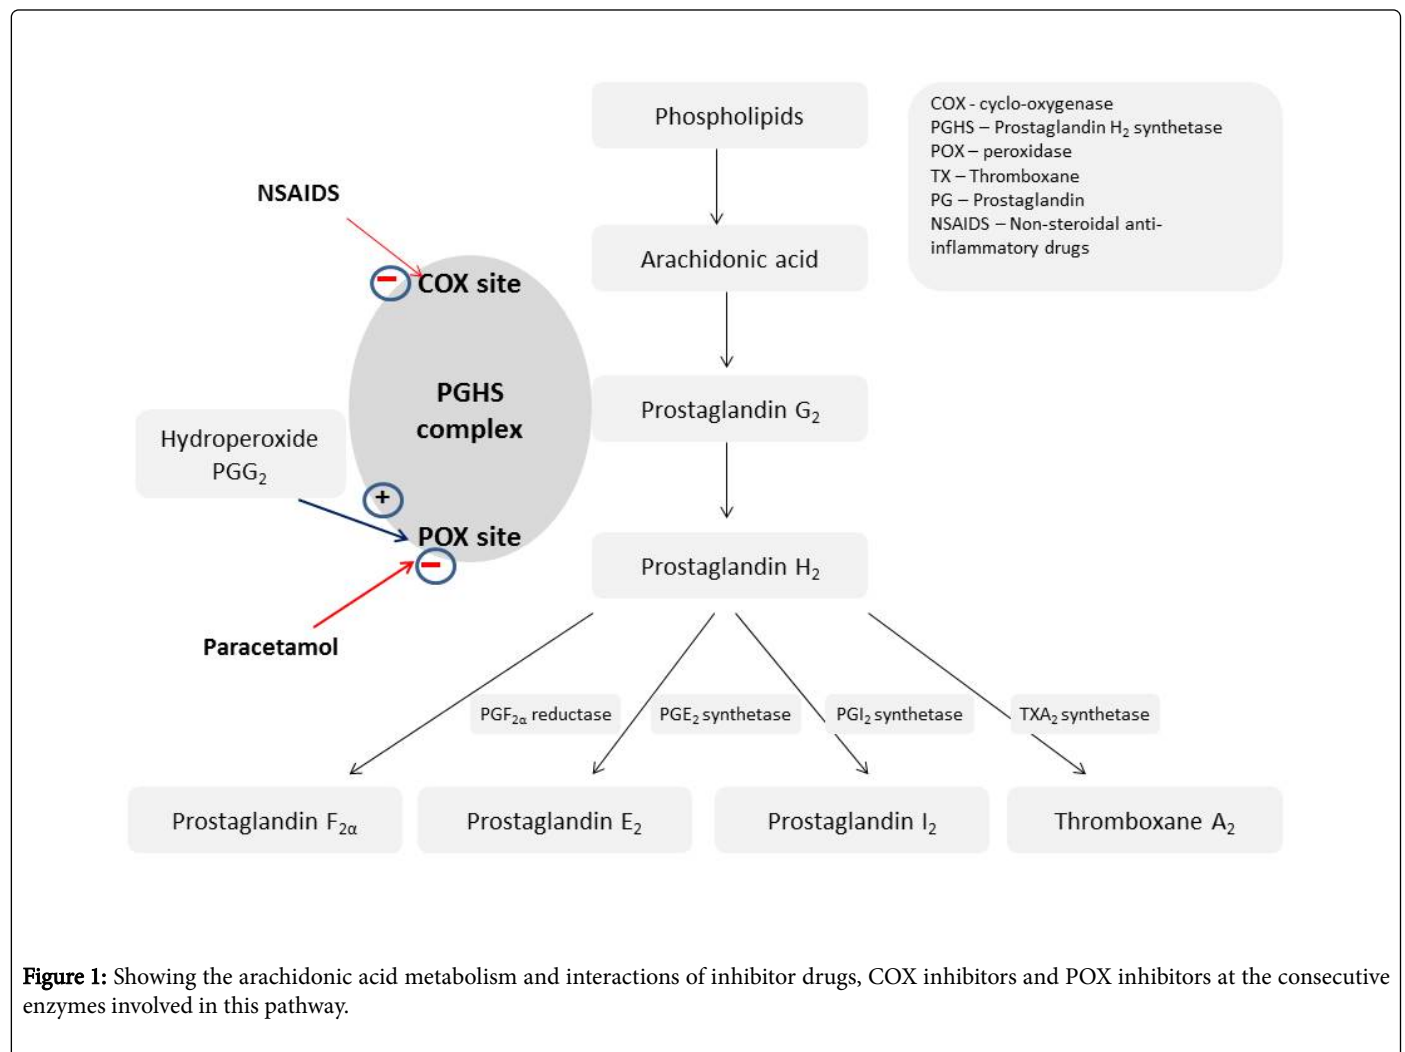 Phospholipids
COX - cyclo-oxygenase
PGHS – Prostaglandin H₂ synthetase
POX – peroxidase
TX – Thromboxane
PG – Prostaglandin
NSAIDS – Non-steroidal anti-
inflammatory drugs
NSAIDS
Arachidonic acid
− COX site
PGHS
complex
Prostaglandin G₂
Hydroperoxide
PGG₂
+
POX site
−
Prostaglandin H₂
Paracetamol
PGF₂α reductase
PGE₂ synthetase
PGI₂ synthetase
TXA₂ synthetase
Prostaglandin F₂α
Prostaglandin E₂
Prostaglandin I₂
Thromboxane A₂
Figure 1: Showing the arachidonic acid metabolism and interactions of inhibitor drugs, COX inhibitors and POX inhibitors at the consecutive
enzymes involved in this pathway.